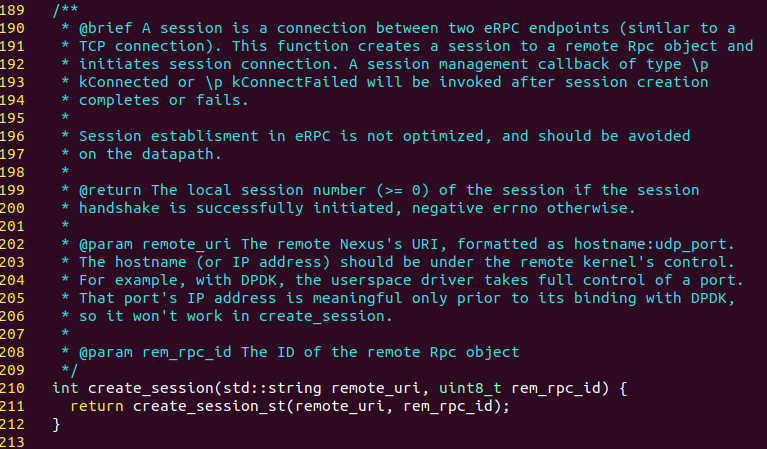 189 /**
190  * @brief A session is a connection between two eRPC endpoints (similar to a
191  * TCP connection). This function creates a session to a remote Rpc object and
192  * initiates session connection. A session management callback of type \p
193  * kConnected or \p kConnectFailed will be invoked after session creation
194  * completes or fails.
195  *
196  * Session establisment in eRPC is not optimized, and should be avoided
197  * on the datapath.
198  *
199  * @return The local session number (>= 0) of the session if the session
200  * handshake is successfully initiated, negative errno otherwise.
201  *
202  * @param remote_uri The remote Nexus's URI, formatted as hostname:udp_port.
203  * The hostname (or IP address) should be under the remote kernel's control.
204  * For example, with DPDK, the userspace driver takes full control of a port.
205  * That port's IP address is meaningful only prior to its binding with DPDK,
206  * so it won't work in create_session.
207  *
208  * @param rem_rpc_id The ID of the remote Rpc object
209  */
210 int create_session(std::string remote_uri, uint8_t rem_rpc_id) {
211   return create_session_st(remote_uri, rem_rpc_id);
212 }
213